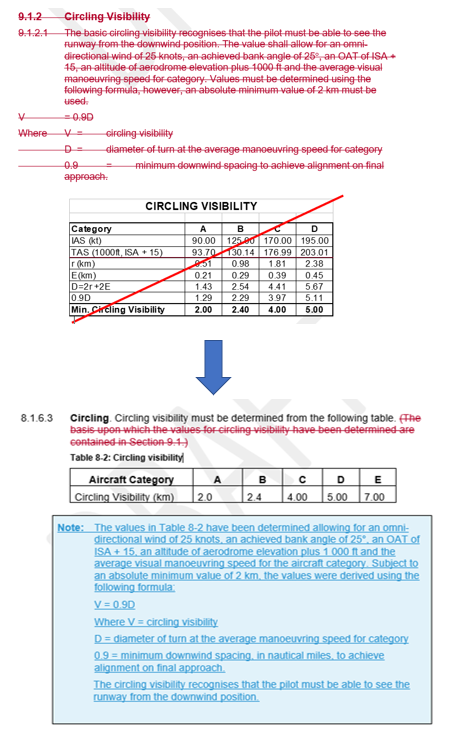 9.1.2 Circling Visibility
9.1.2.1 The basic circling visibility recognises that the pilot must be able to see the
runway from the downwind position. The value shall allow for an omni-
directional wind of 25 knots, an achieved bank angle of 25°, an OAT of ISA +
15, an altitude of aerodrome elevation plus 1000 ft and the average visual
manoeuvring speed for category. Values must be determined using the
following formula, however, an absolute minimum value of 2 km must be
used.
V = 0.9D
Where V = circling visibility
D = diameter of turn at the average manoeuvring speed for category
0.9 = minimum downwind spacing to achieve alignment on final
approach.
CIRCLING VISIBILITY
Category A B C D
IAS (kt) 90.00 125.00 170.00 195.00
TAS (1000ft, ISA + 15) 93.70 130.14 176.99 203.01
r (km) 0.51 0.98 1.81 2.38
E(km) 0.21 0.29 0.39 0.45
D=2r+2E 1.43 2.54 4.41 5.67
0.9D 1.29 2.29 3.97 5.11
Min. Circling Visibility 2.00 2.40 4.00 5.00
8.1.6.3 Circling. Circling visibility must be determined from the following table. (The
basis upon which the values for circling visibility have been determined are
contained in Section 9.1.)
Table 8-2: Circling visibility
Aircraft Category A B C D E
Circling Visibility (km) 2.0 2.4 4.00 5.00 7.00
Note: The values in Table 8-2 have been determined allowing for an omni-
directional wind of 25 knots, an achieved bank angle of 25°, an OAT of
ISA + 15, an altitude of aerodrome elevation plus 1 000 ft and the
average visual manoeuvring speed for the aircraft category. Subject to
an absolute minimum value of 2 km, the values were derived using the
following formula:
V = 0.9D
Where V = circling visibility
D = diameter of turn at the average manoeuvring speed for category
0.9 = minimum downwind spacing, in nautical miles, to achieve
alignment on final approach.
The circling visibility recognises that the pilot must be able to see the
runway from the downwind position.